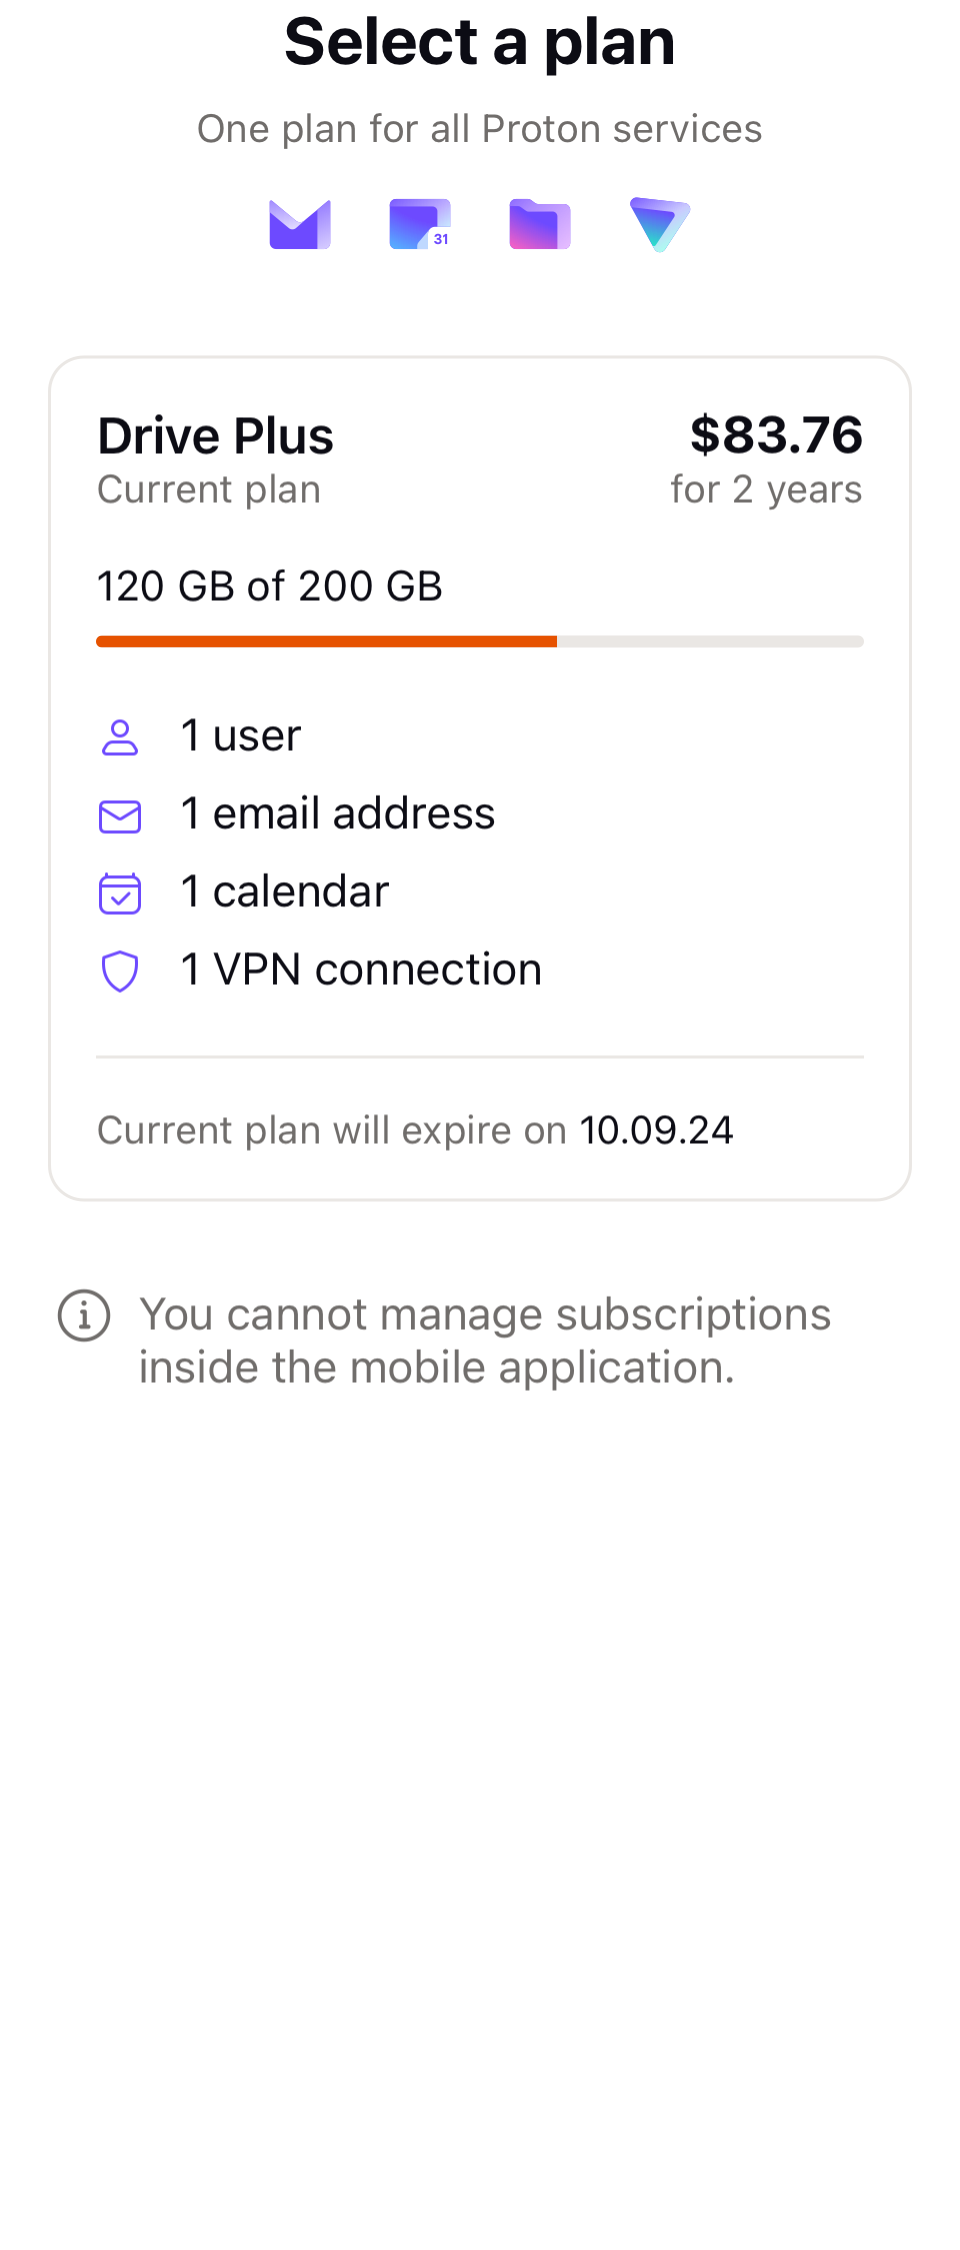 Select a plan
One plan for all Proton services
31
Drive Plus
$83.76
Current plan
for 2 years
120 GB of 200 GB
1 user
1 email address
1 calendar
1 VPN connection
Current plan will expire on 10.09.24
You cannot manage subscriptions
inside the mobile application.